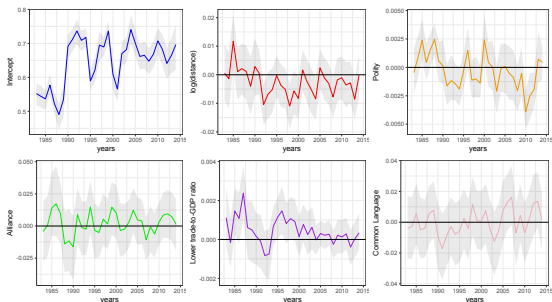 0.8
0.7
0.6
0.5
Intercept
1985 1990 1995 2000 2005 2010 2015
years
0.02
0.01
0.00
-0.01
-0.02
log(distance)
1985 1990 1995 2000 2005 2010 2015
years
0.0050
0.0025
0.0000
-0.0025
-0.0050
Polity
1985 1990 1995 2000 2005 2010 2015
years
0.050
0.025
0.000
-0.025
Alliance
1985 1990 1995 2000 2005 2010 2015
years
0.004
0.002
0.000
-0.002
Lower trade-to-GDP ratio
1985 1990 1995 2000 2005 2010 2015
years
0.04
0.02
0.00
-0.02
-0.04
Common Language
1985 1990 1995 2000 2005 2010 2015
years